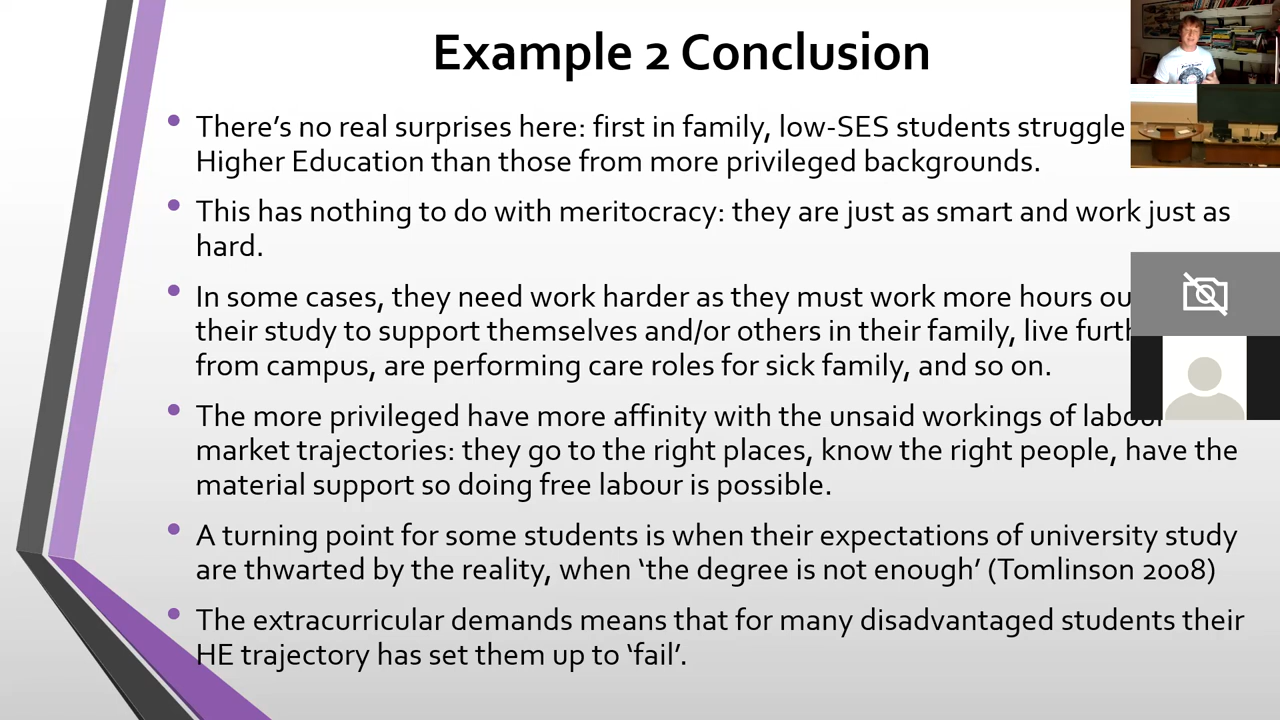 Example 2 Conclusion
• There's no real surprises here: first in family, low-SES students struggle
Higher Education than those from more privileged backgrounds.
• This has nothing to do with meritocracy: they are just as smart and work just as
hard.
• In some cases, they need work harder as they must work more hours
their study to support themselves and/or others in their family, live
from campus, are performing care roles for sick family, and so on.
• The more privileged have more affinity with the unsaid workings of labour
market trajectories: they go to the right places, know the right people, have the
material support so doing free labour is possible.
• A turning point for some students is when their expectations of university study
are thwarted by the reality, when 'the degree is not enough' (Tomlinson 2008)
• The extracurricular demands means that for many disadvantaged students their
HE trajectory has set them up to 'fail'.